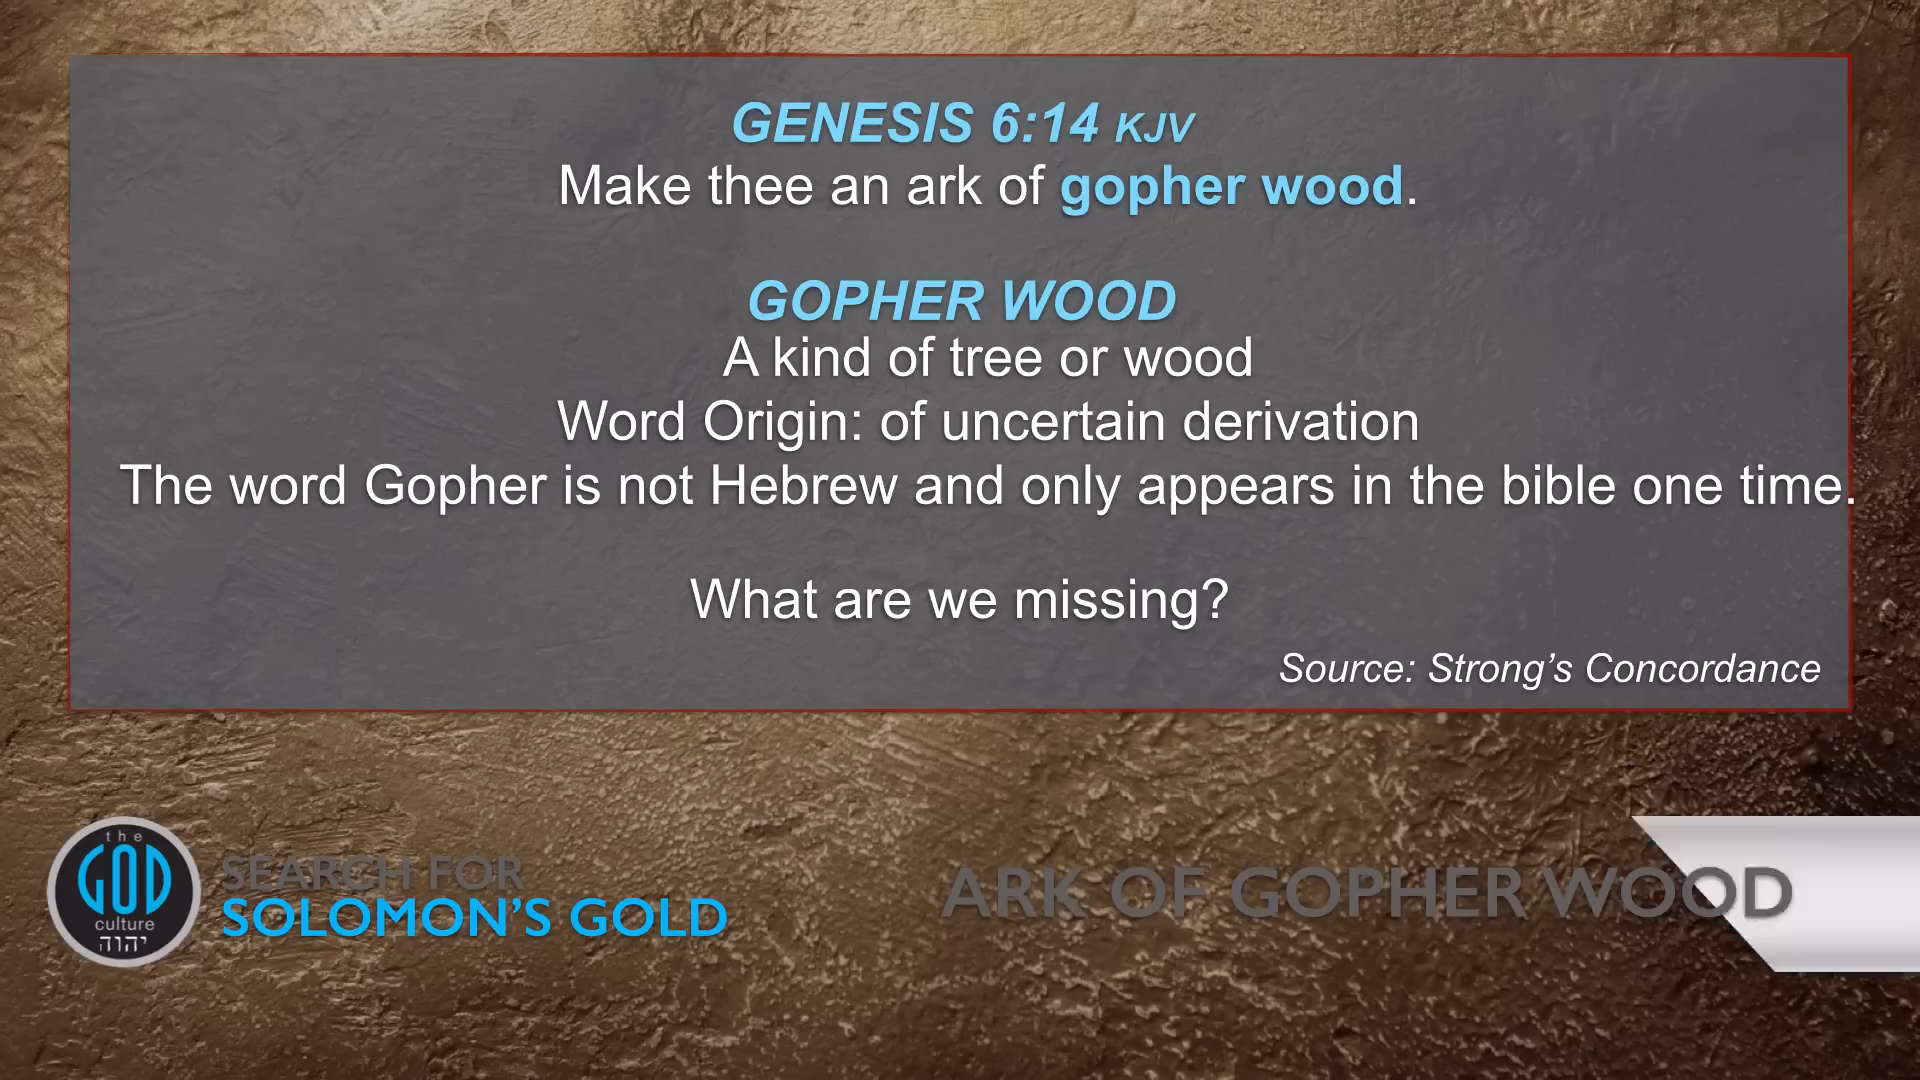 GENESIS 6:14 KJV
Make thee an ark of gopher wood.
GOPHER WOOD
A kind of tree or wood
Word Origin: of uncertain derivation
The word Gopher is not Hebrew and only appears in the bible one time.
What are we missing?
Source: Strong’s Concordance
the
GOD
culture
יהוה
SEARCH FOR
SOLOMON’S GOLD
ARK OF GOPHER WOOD